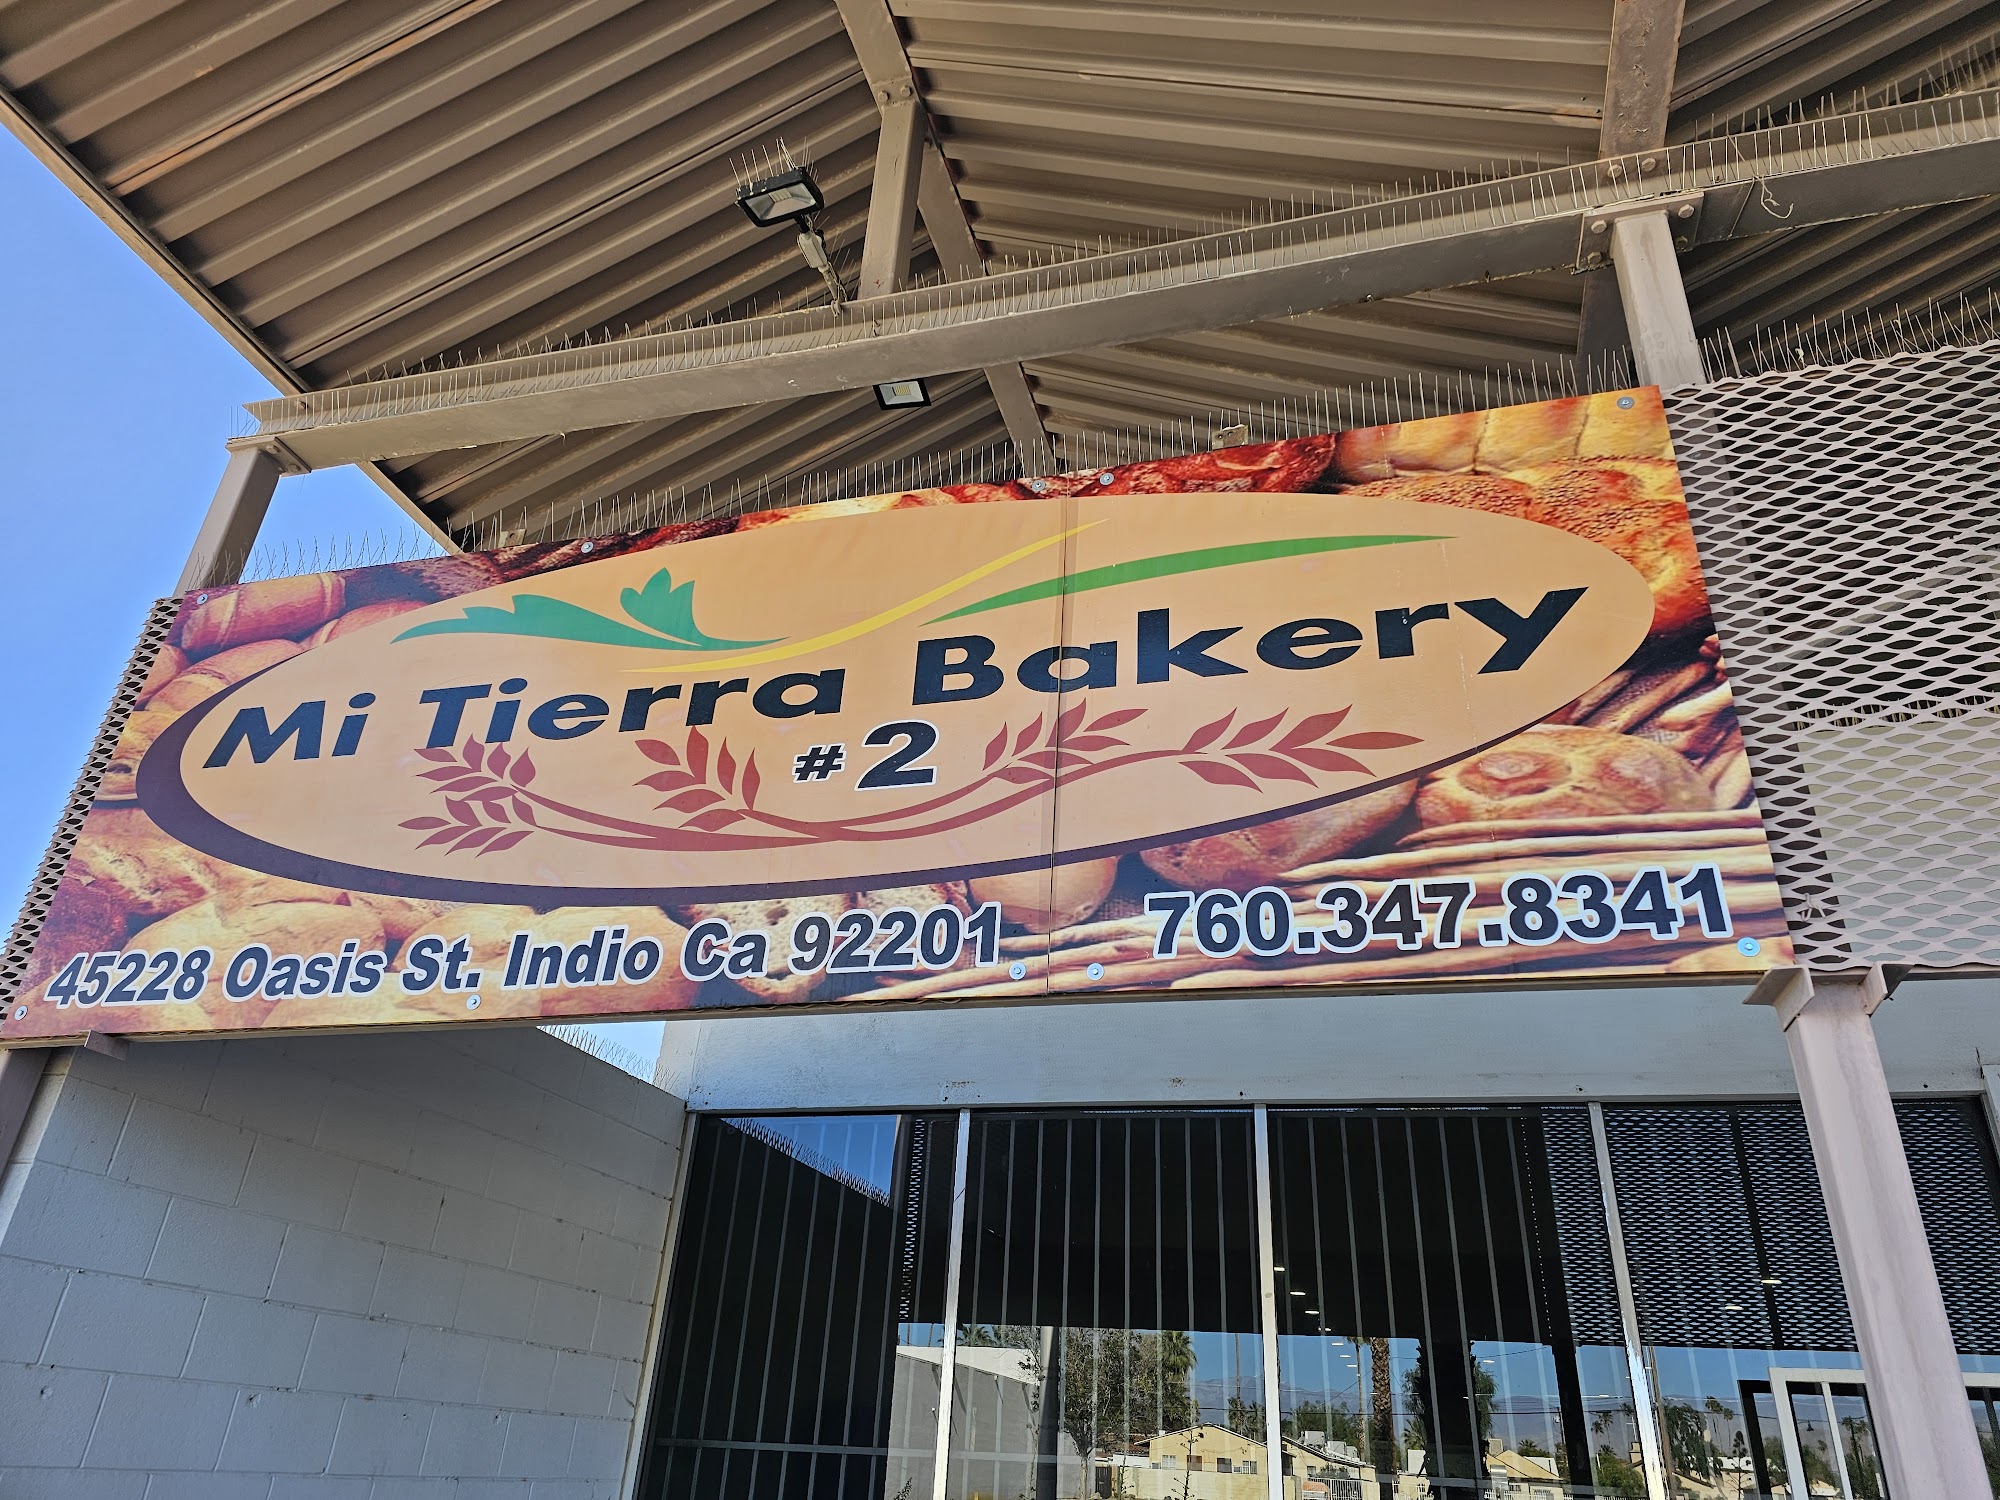 Mi Tierra Bakery
#2
45228 Oasis St. Indio Ca 92201
760.347.8341